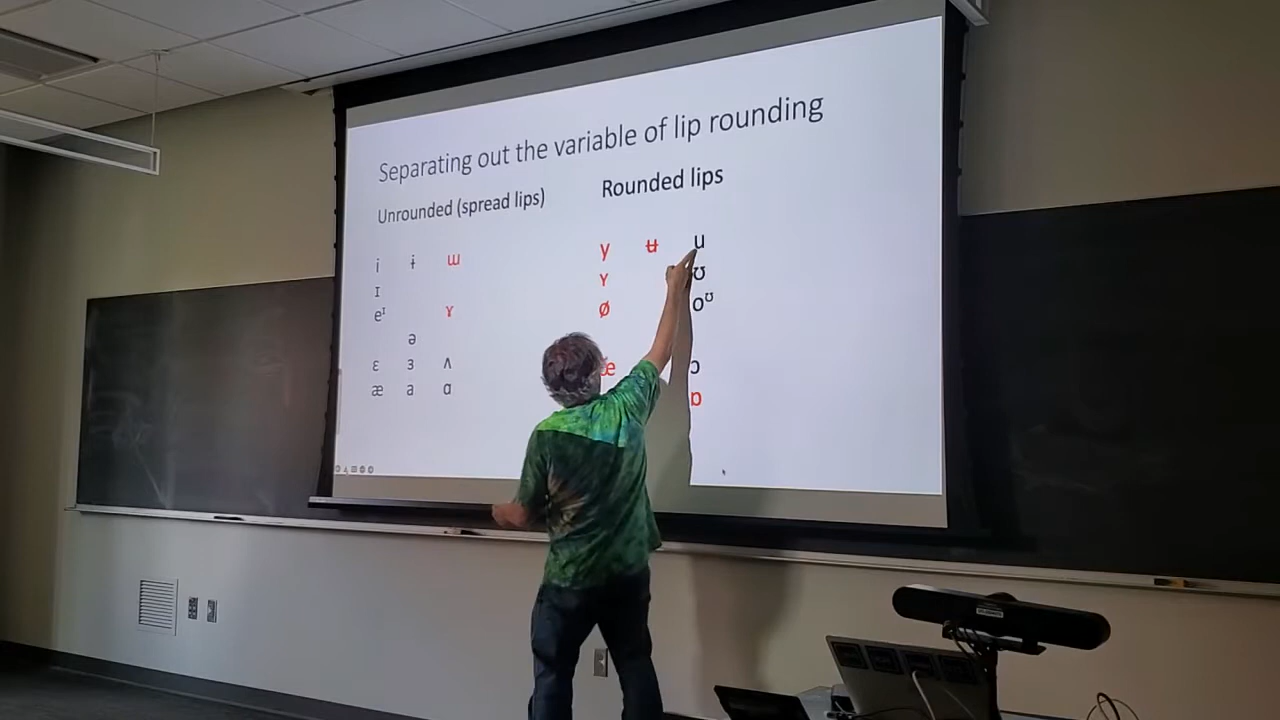 Separating out the variable of lip rounding
Unrounded (spread lips)
Rounded lips
i ɨ ɯ
ɪ
eᶦ ɤ
ə
ɛ ɜ ʌ
æ a ɑ
y ʉ u
ʏ ʊ
ø oᶷ
œ ɔ
ɒ